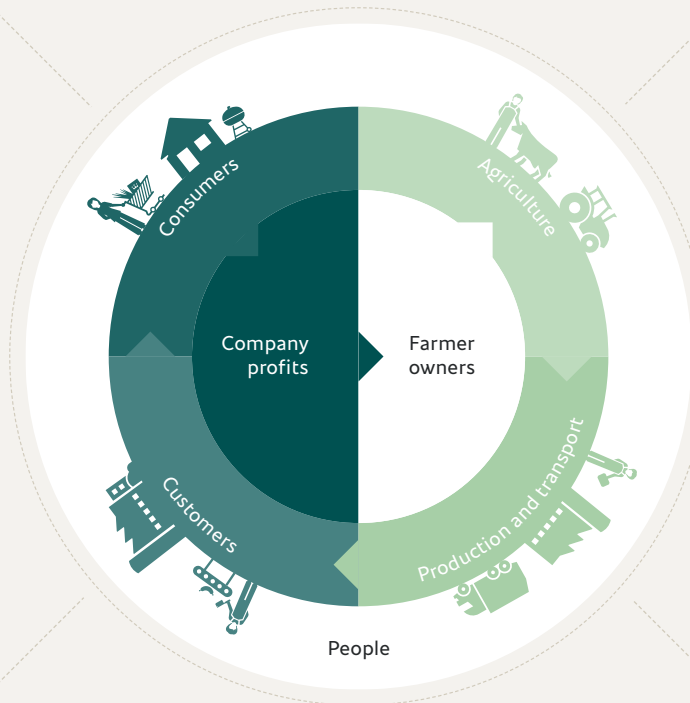 Consumers
Agriculture
Company
profits
Farmer
owners
Customers
Production and transport
People